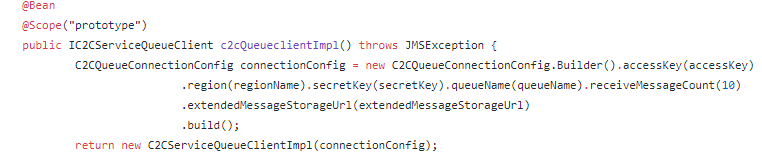 @Bean
@Scope("prototype")
public IC2CServiceQueueClient c2cQueueclientImpl() throws JMSException {
C2CQueueConnectionConfig connectionConfig = new C2CQueueConnectionConfig.Builder().accessKey(accessKey)
.region(regionName).secretKey(secretKey).queueName(queueName).receiveMessageCount(10)
.extendedMessageStorageUrl(extendedMessageStorageUrl)
.build();
return new C2CServiceQueueClientImpl(connectionConfig);